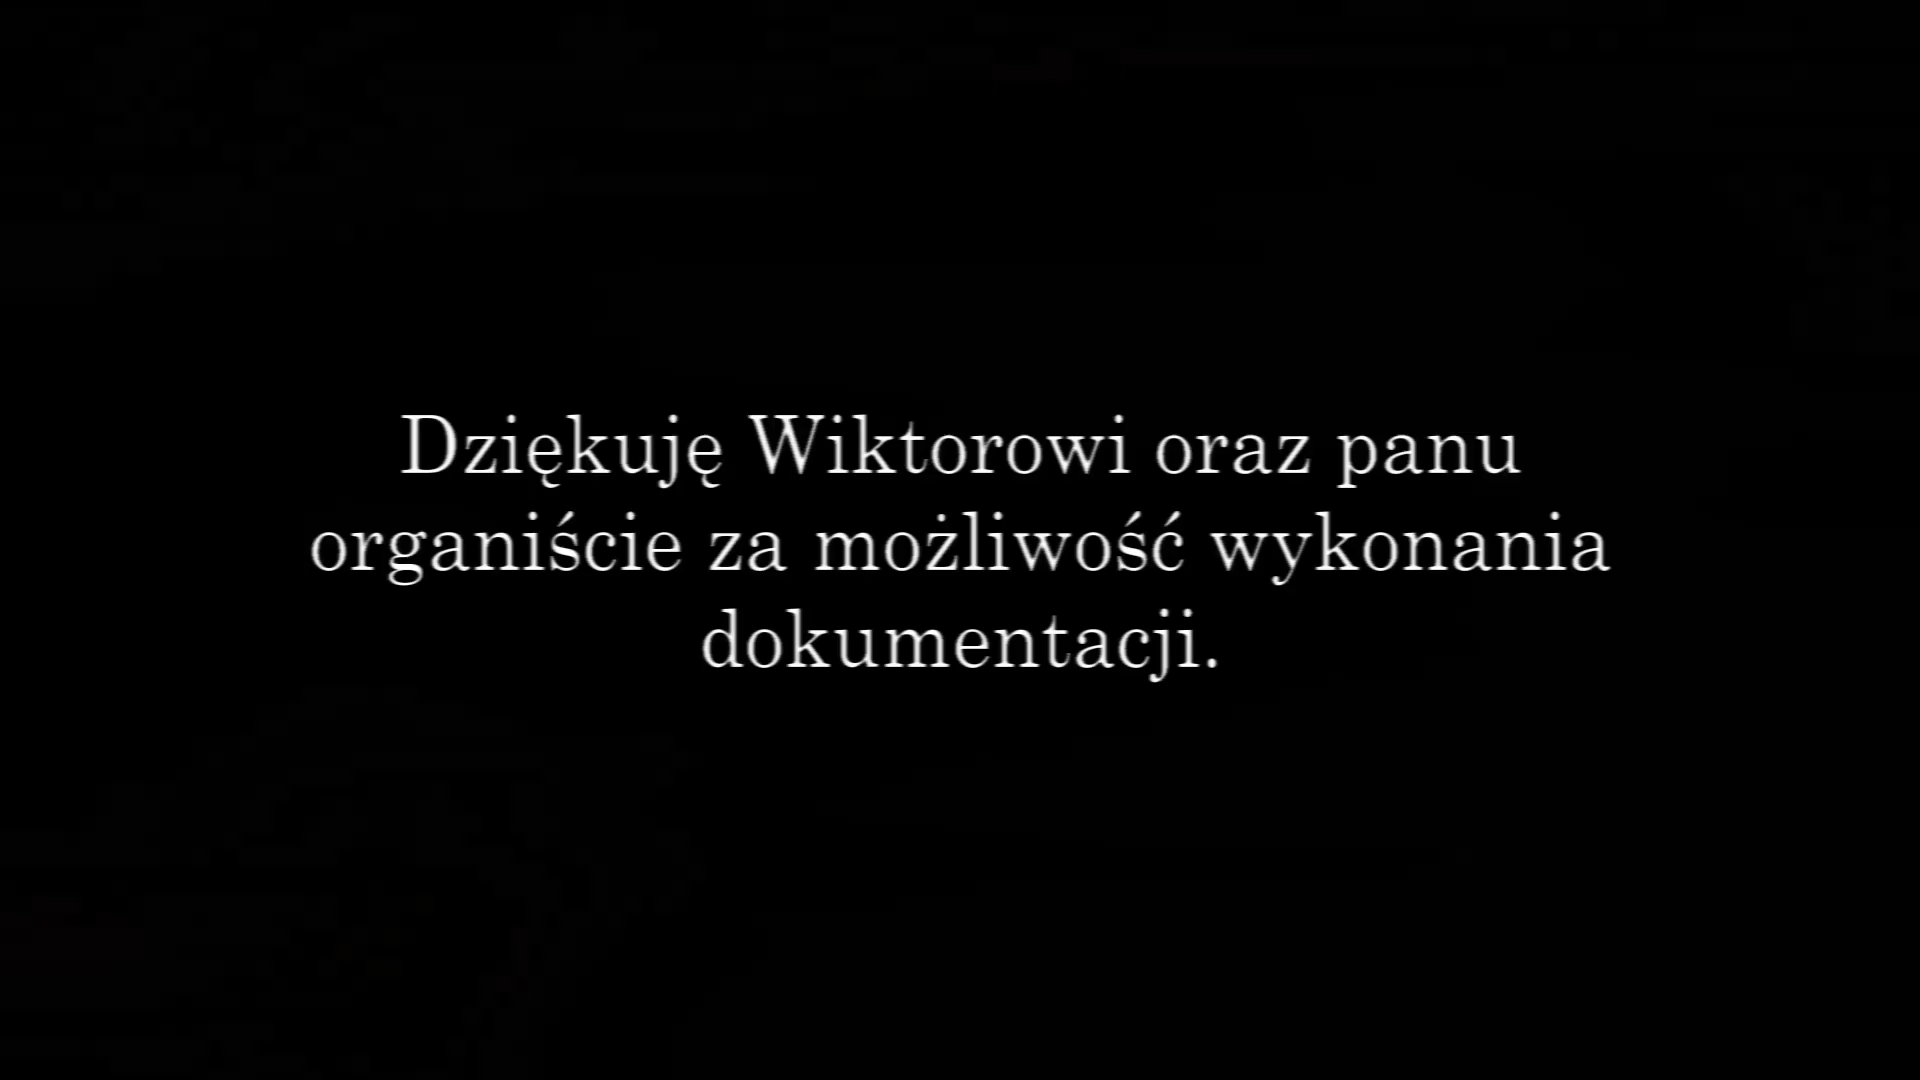 Dziękuję Wiktorowi oraz panu
organiście za możliwość wykonania
dokumentacji.